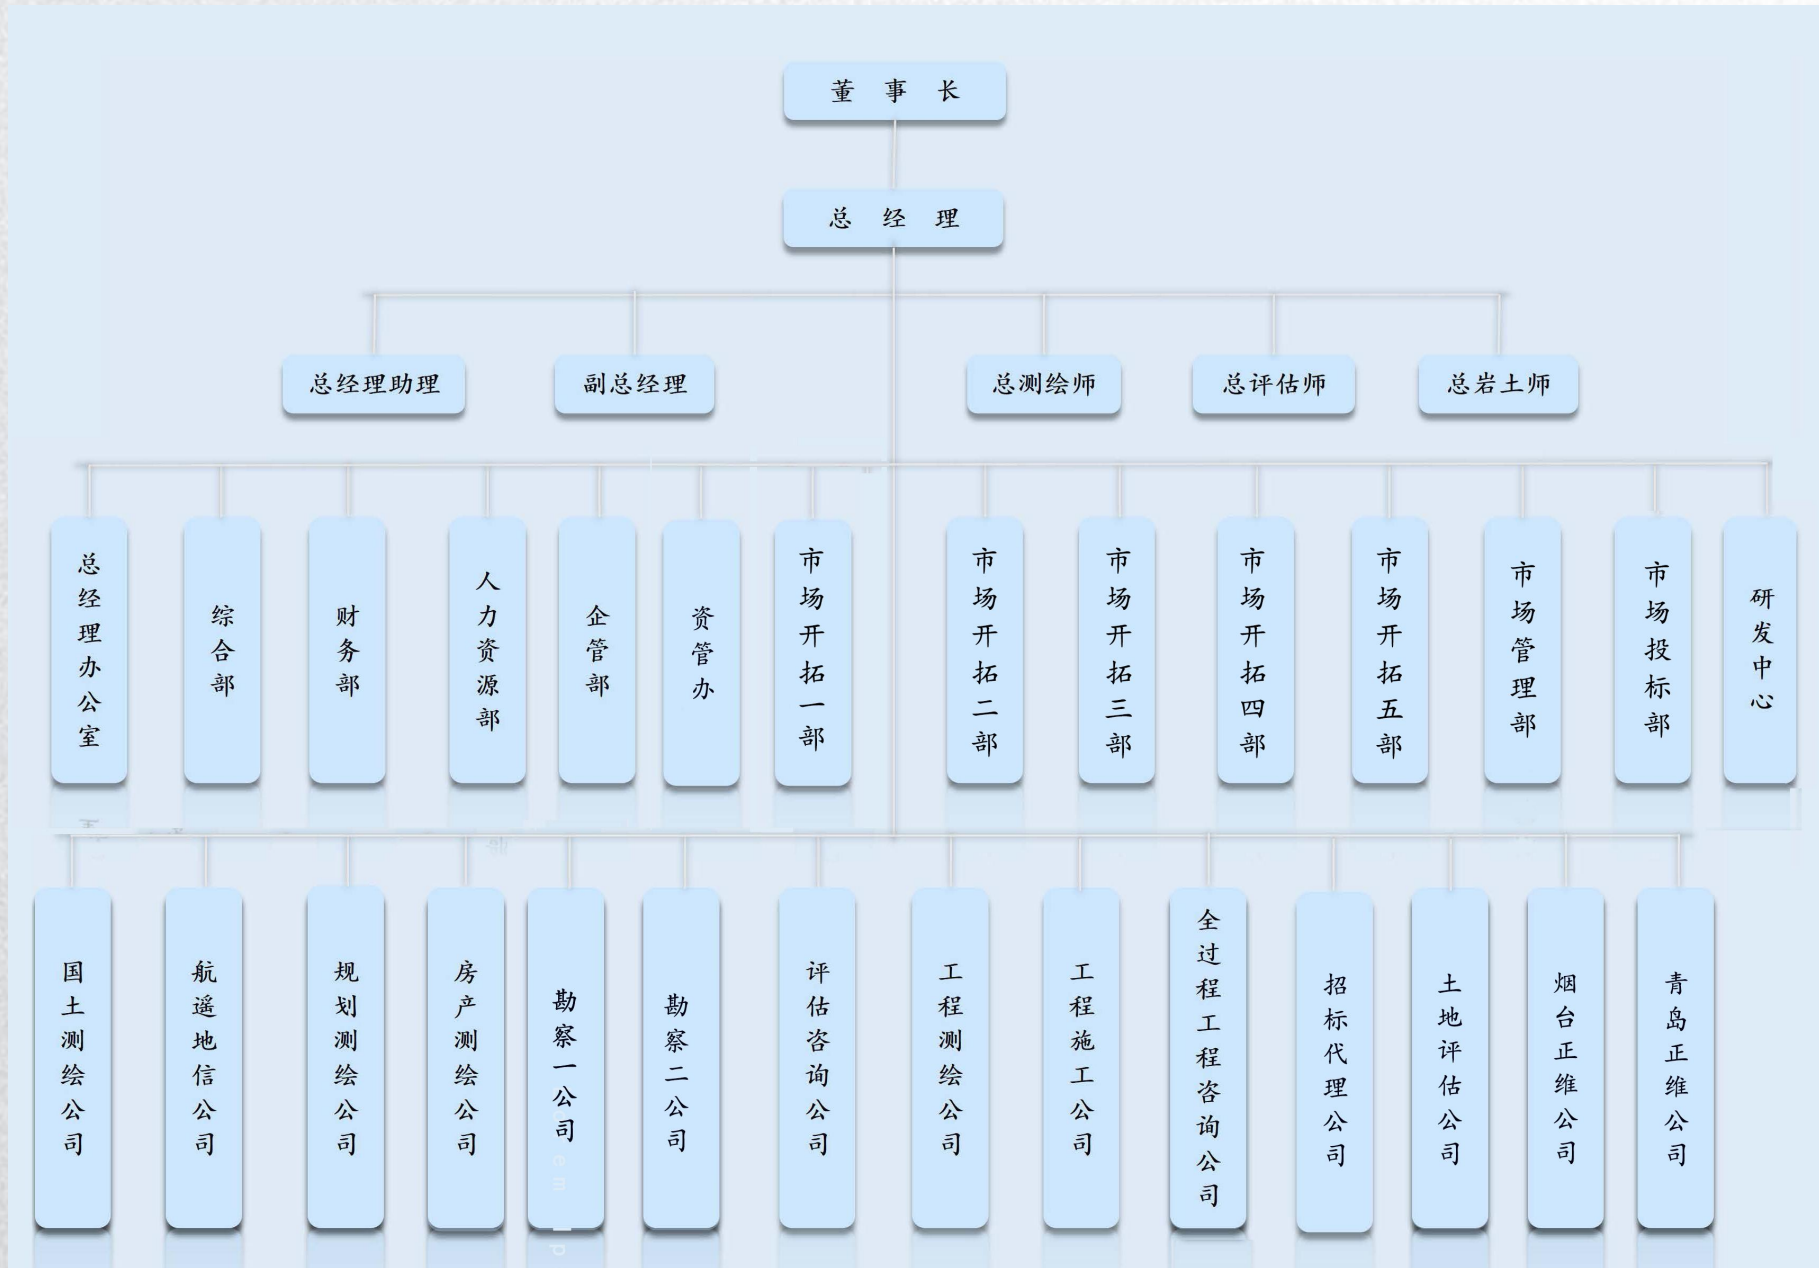 董事长
总经理
总经理助理
副总经理
总测绘师
总评估师
总岩土师
总经理办公室
综合部
财务部
人力资源部
企管部
资管办
市场开拓一部
市场开拓二部
市场开拓三部
市场开拓四部
市场开拓五部
市场管理部
市场投标部
研发中心
国土测绘公司
航遥地信公司
规划测绘公司
房产测绘公司
勘察一公司
勘察二公司
评估咨询公司
工程测绘公司
工程施工公司
全过程工程咨询公司
招标代理公司
土地评估公司
烟台正维公司
青岛正维公司